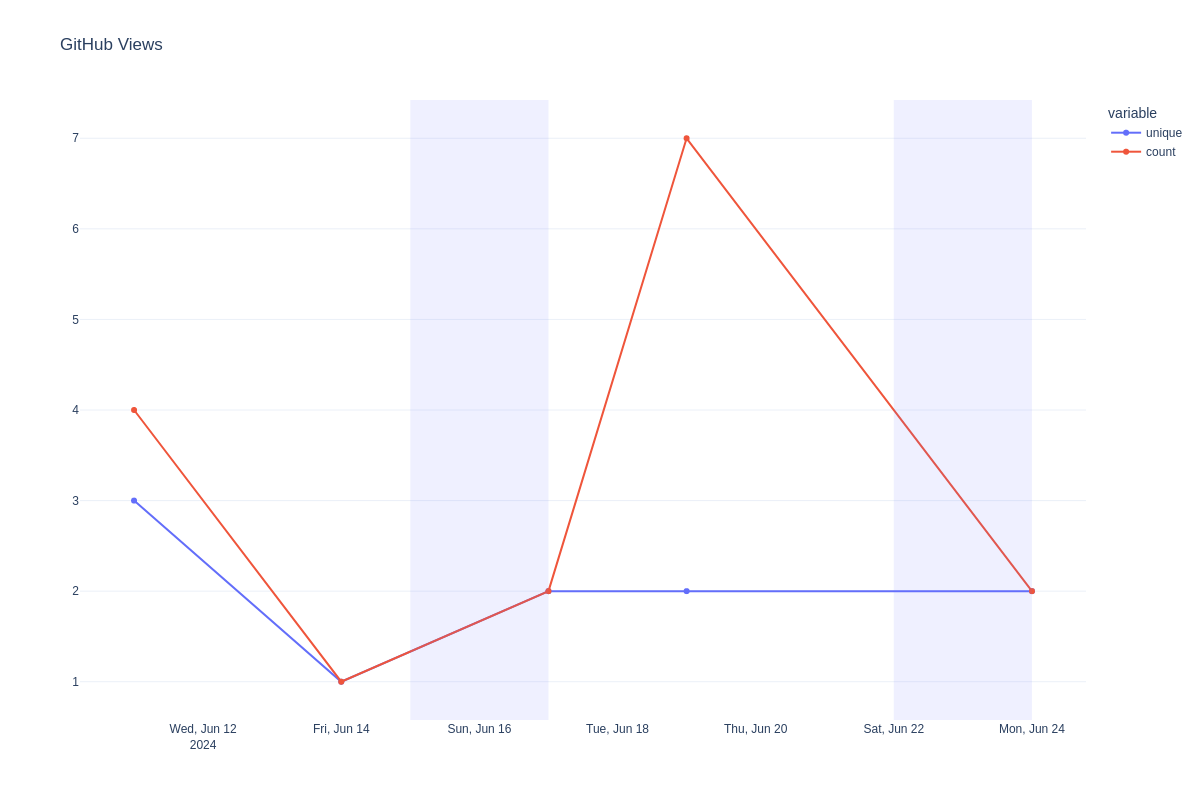 GitHub Views
variable
unique
count
7
6
5
4
3
2
1
Wed, Jun 12
2024
Fri, Jun 14
Sun, Jun 16
Tue, Jun 18
Thu, Jun 20
Sat, Jun 22
Mon, Jun 24